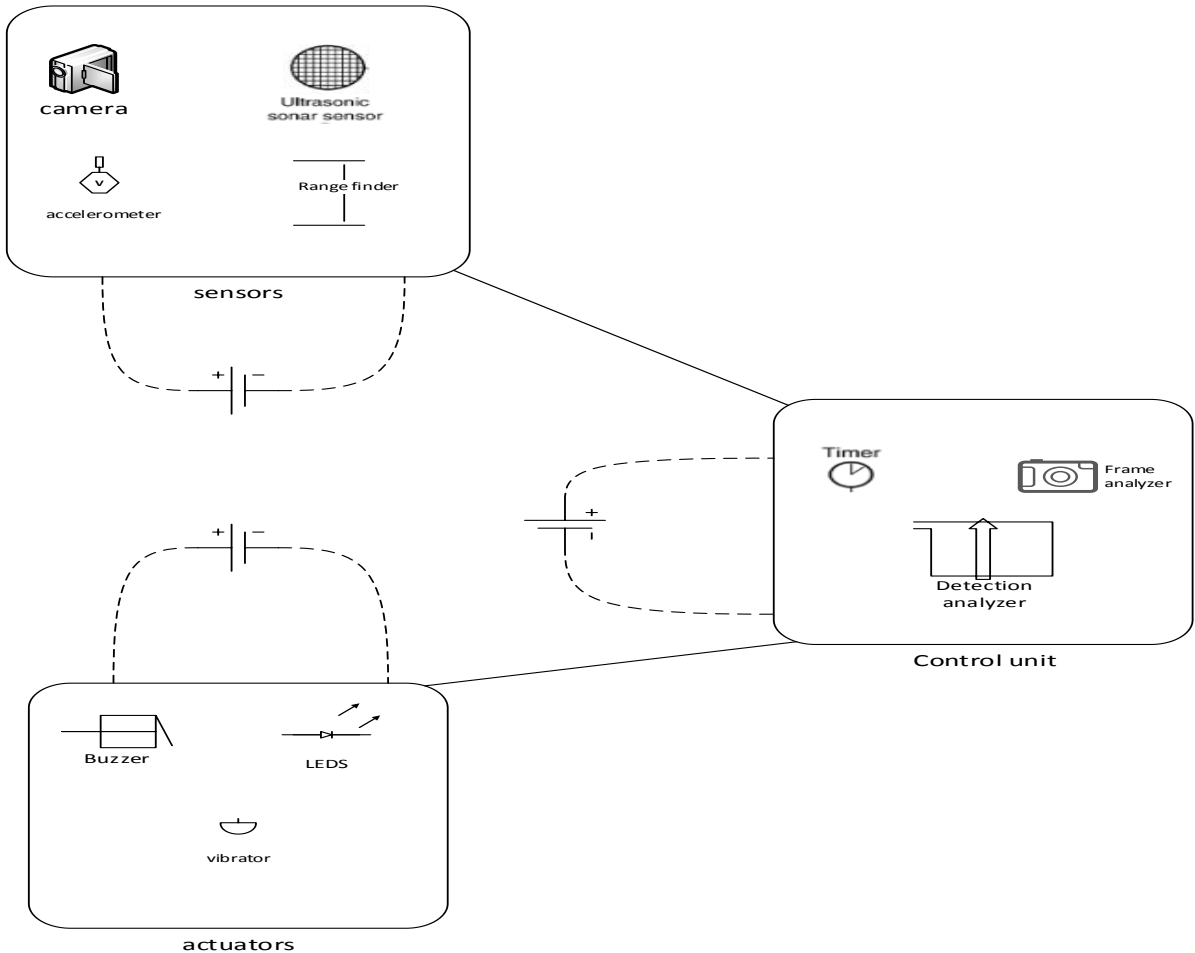 camera
Ultrasonic
sonar sensor
v
accelerometer
Range finder
sensors
+ −
Timer
Frame
analyzer
+
-
Detection
analyzer
Control unit
+ −
Buzzer
LEDS
vibrator
actuators